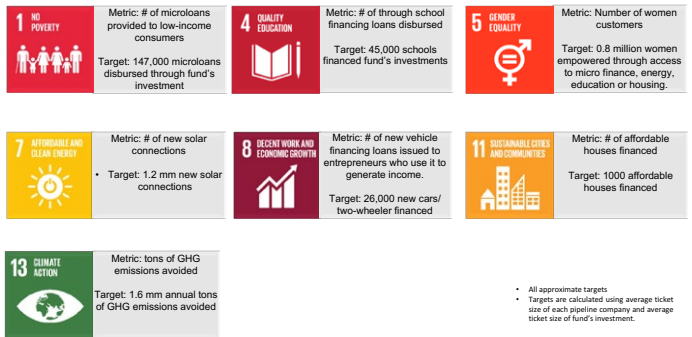 1 NO
POVERTY
Metric: # of microloans
provided to low-income
consumers
Target: 147,000 microloans
disbursed through fund's
investment
4 QUALITY
EDUCATION
Metric: # of through school
financing loans disbursed
Target: 45,000 schools
financed fund's investments
5 GENDER
EQUALITY
Metric: Number of women
customers
Target: 0.8 million women
empowered through access
to micro finance, energy,
education or housing.
7 AFFORDABLE AND
CLEAN ENERGY
Metric: # of new solar
connections
• Target: 1.2 mm new solar
connections
8 DECENT WORK AND
ECONOMIC GROWTH
Metric: # of new vehicle
financing loans issued to
entrepreneurs who use it to
generate income.
Target: 26,000 new cars/
two-wheeler financed
11 SUSTAINABLE CITIES
AND COMMUNITIES
Metric: # of affordable
houses financed
Target: 1000 affordable
houses financed
13 CLIMATE
ACTION
Metric: tons of GHG
emissions avoided
Target: 1.6 mm annual tons
of GHG emissions avoided
• All approximate targets
• Targets are calculated using average ticket
size of each pipeline company and average
ticket size of fund's investment.